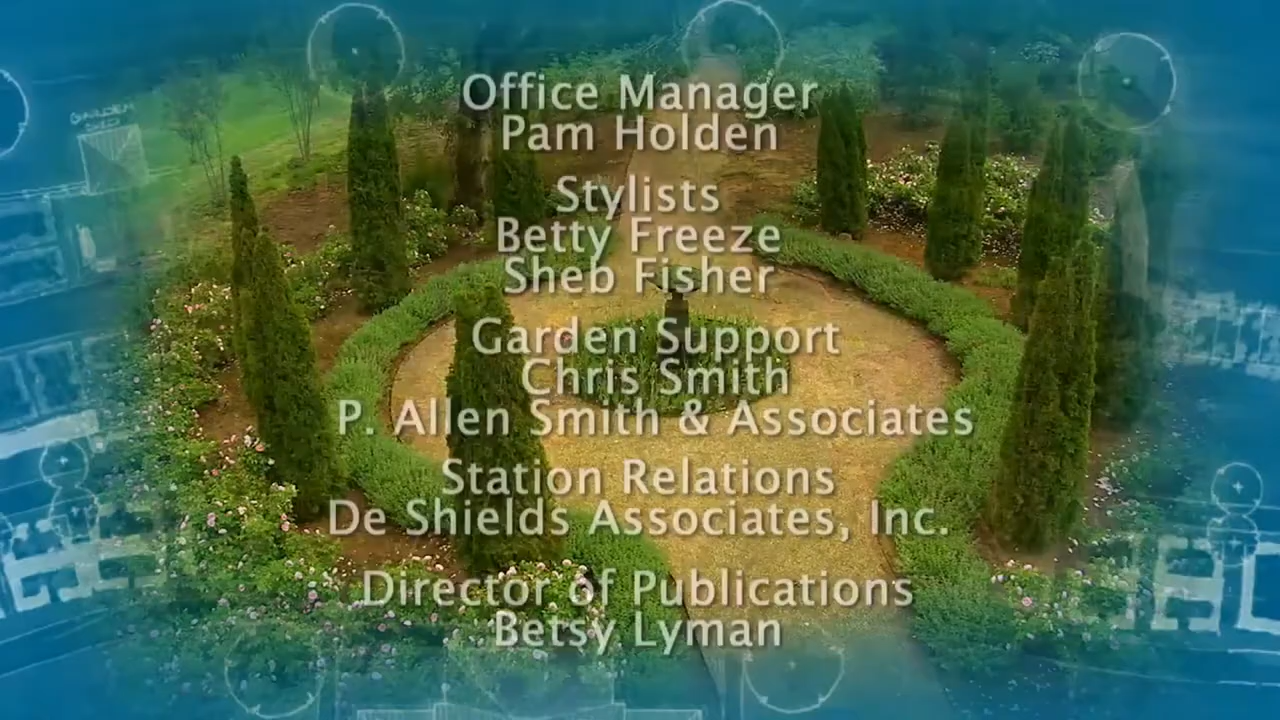 Office Manager
Pam Holden
Stylists
Betty Freeze
Sheb Fisher
Garden Support
Chris Smith
P. Allen Smith & Associates
Station Relations
De Shields Associates, Inc.
Director of Publications
Betsy Lyman